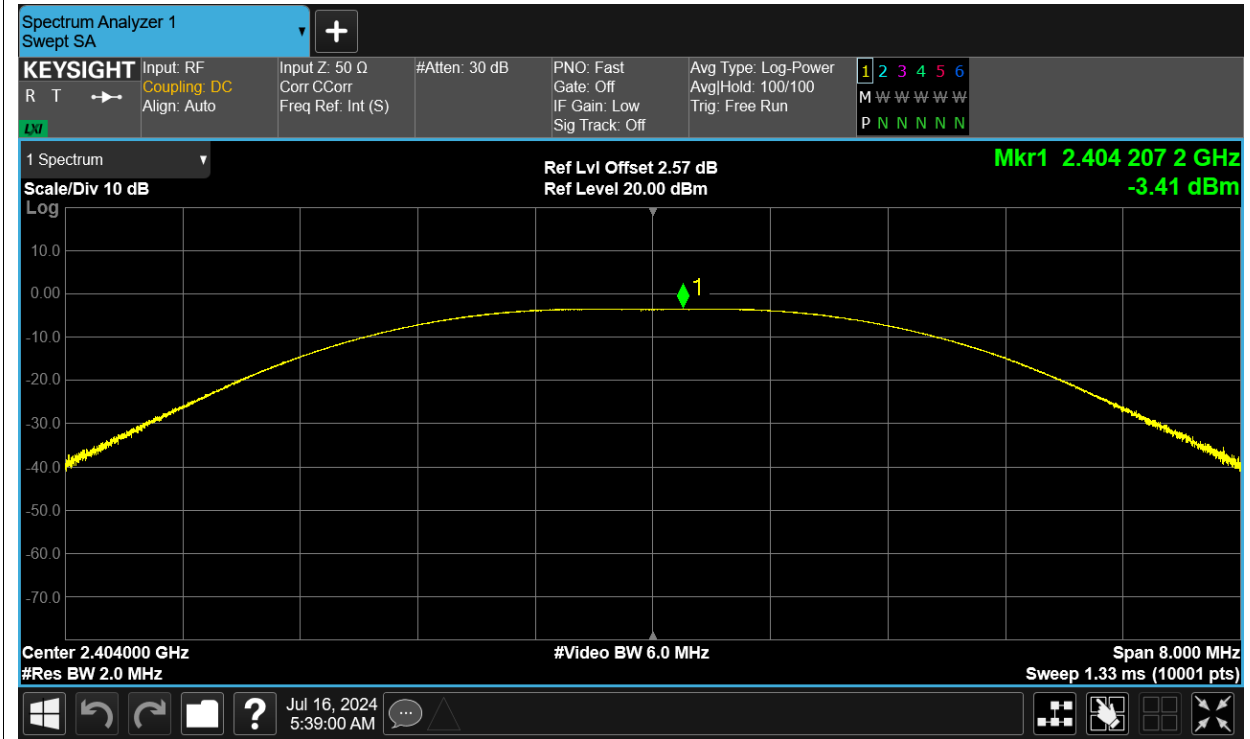 Spectrum Analyzer 1
Swept SA
+
KEYSIGHT Input: RF Input Z: 50 Ω #Atten: 30 dB PNO: Fast Avg Type: Log-Power 1 2 3 4 5 6
R T Coupling: DC Corr CCorr Gate: Off Avg|Hold: 100/100 M W W W W W
Align: Auto Freq Ref: Int (S) IF Gain: Low Trig: Free Run
LXI Sig Track: Off P N N N N N
1 Spectrum Ref Lvl Offset 2.57 dB Mkr1 2.404 207 2 GHz
Scale/Div 10 dB Ref Level 20.00 dBm -3.41 dBm
Log
10.0
0.00
1
-10.0
-20.0
-30.0
-40.0
-50.0
-60.0
-70.0
Center 2.404000 GHz #Video BW 6.0 MHz Span 8.000 MHz
#Res BW 2.0 MHz Sweep 1.33 ms (10001 pts)
? Jul 16, 2024
5:39:00 AM